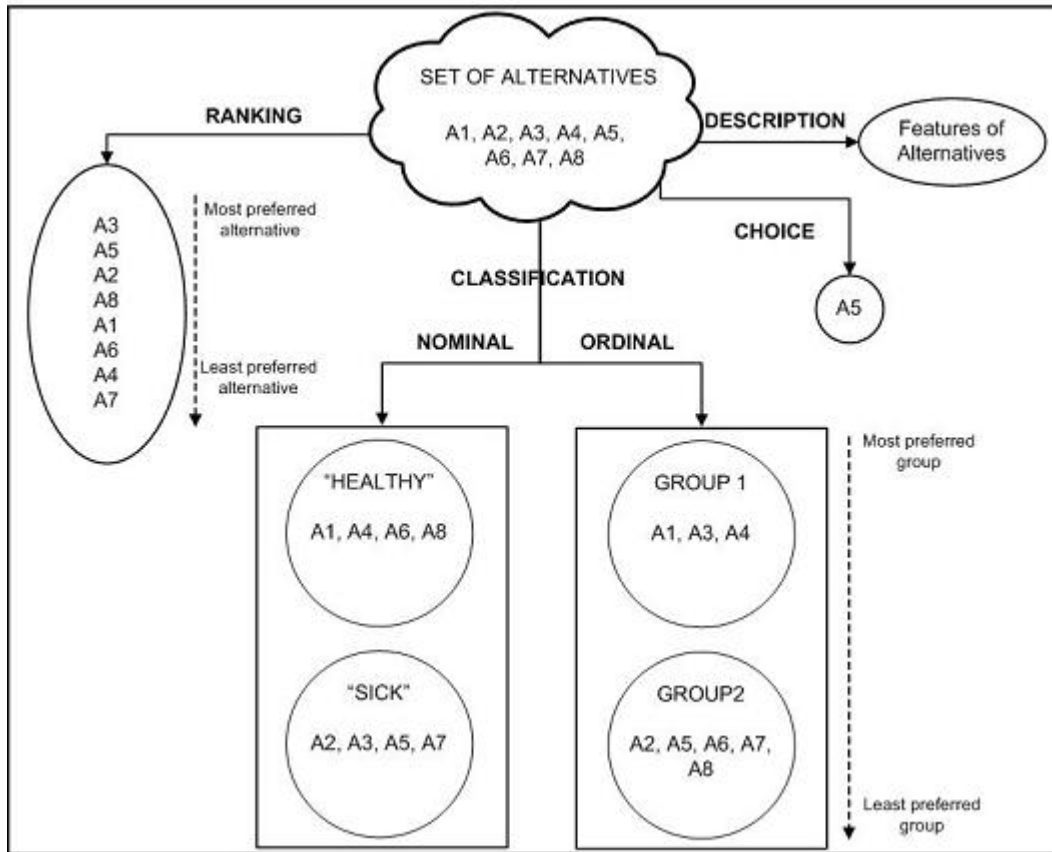 SET OF ALTERNATIVES
A1, A2, A3, A4, A5,
A6, A7, A8
RANKING
DESCRIPTION
Features of
Alternatives
A3
A5
A2
A8
A1
A6
A4
A7
Most preferred
alternative
Least preferred
alternative
CHOICE
A5
CLASSIFICATION
NOMINAL
ORDINAL
“HEALTHY”
A1, A4, A6, A8
“SICK”
A2, A3, A5, A7
GROUP 1
A1, A3, A4
GROUP2
A2, A5, A6, A7,
A8
Most preferred
group
Least preferred
group